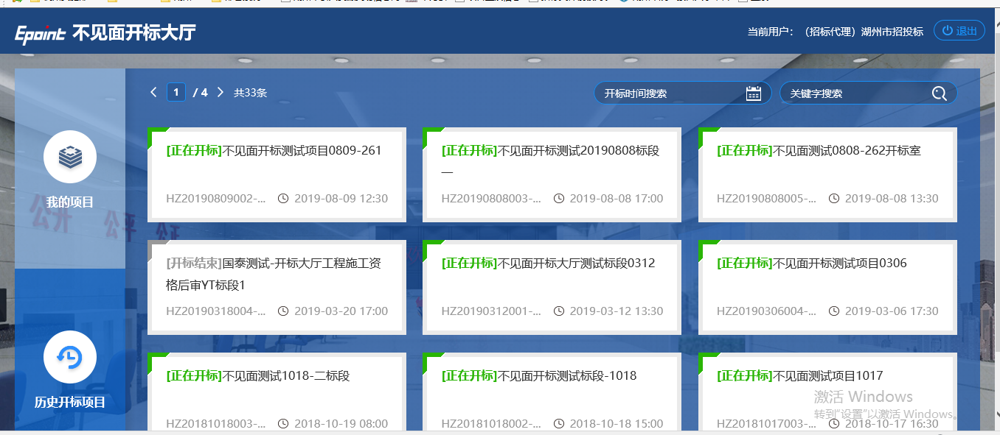 Epoint 不见面开标大厅
当前用户：（招标代理）湖州市招投标
退出
1 / 4 共33条
开标时间搜索
关键字搜索
我的项目
历史开标项目
公开 公平 公正
[正在开标]不见面开标测试项目0809-261
HZ20190809002-... 2019-08-09 12:30
[正在开标]不见面开标测试20190808标段
一
HZ20190808003-... 2019-08-08 17:00
[正在开标]不见面测试0808-262开标室
HZ20190808005-... 2019-08-08 13:30
[开标结束]国泰测试-开标大厅工程施工资
格后审YT标段1
HZ20190318004-... 2019-03-20 17:00
[正在开标]不见面开标大厅测试标段0312
HZ20190312001-... 2019-03-12 13:30
[正在开标]不见面开标测试项目0306
HZ20190306004-... 2019-03-06 17:30
[正在开标]不见面测试1018-二标段
HZ20181018003-... 2018-10-19 08:00
[正在开标]不见面开标测试标段-1018
HZ20181018002-... 2018-10-18 15:00
[正在开标]不见面测试项目1017
HZ20181017003-... 2018-10-17 16:30
激活 Windows
转到"设置"以激活 Windows。